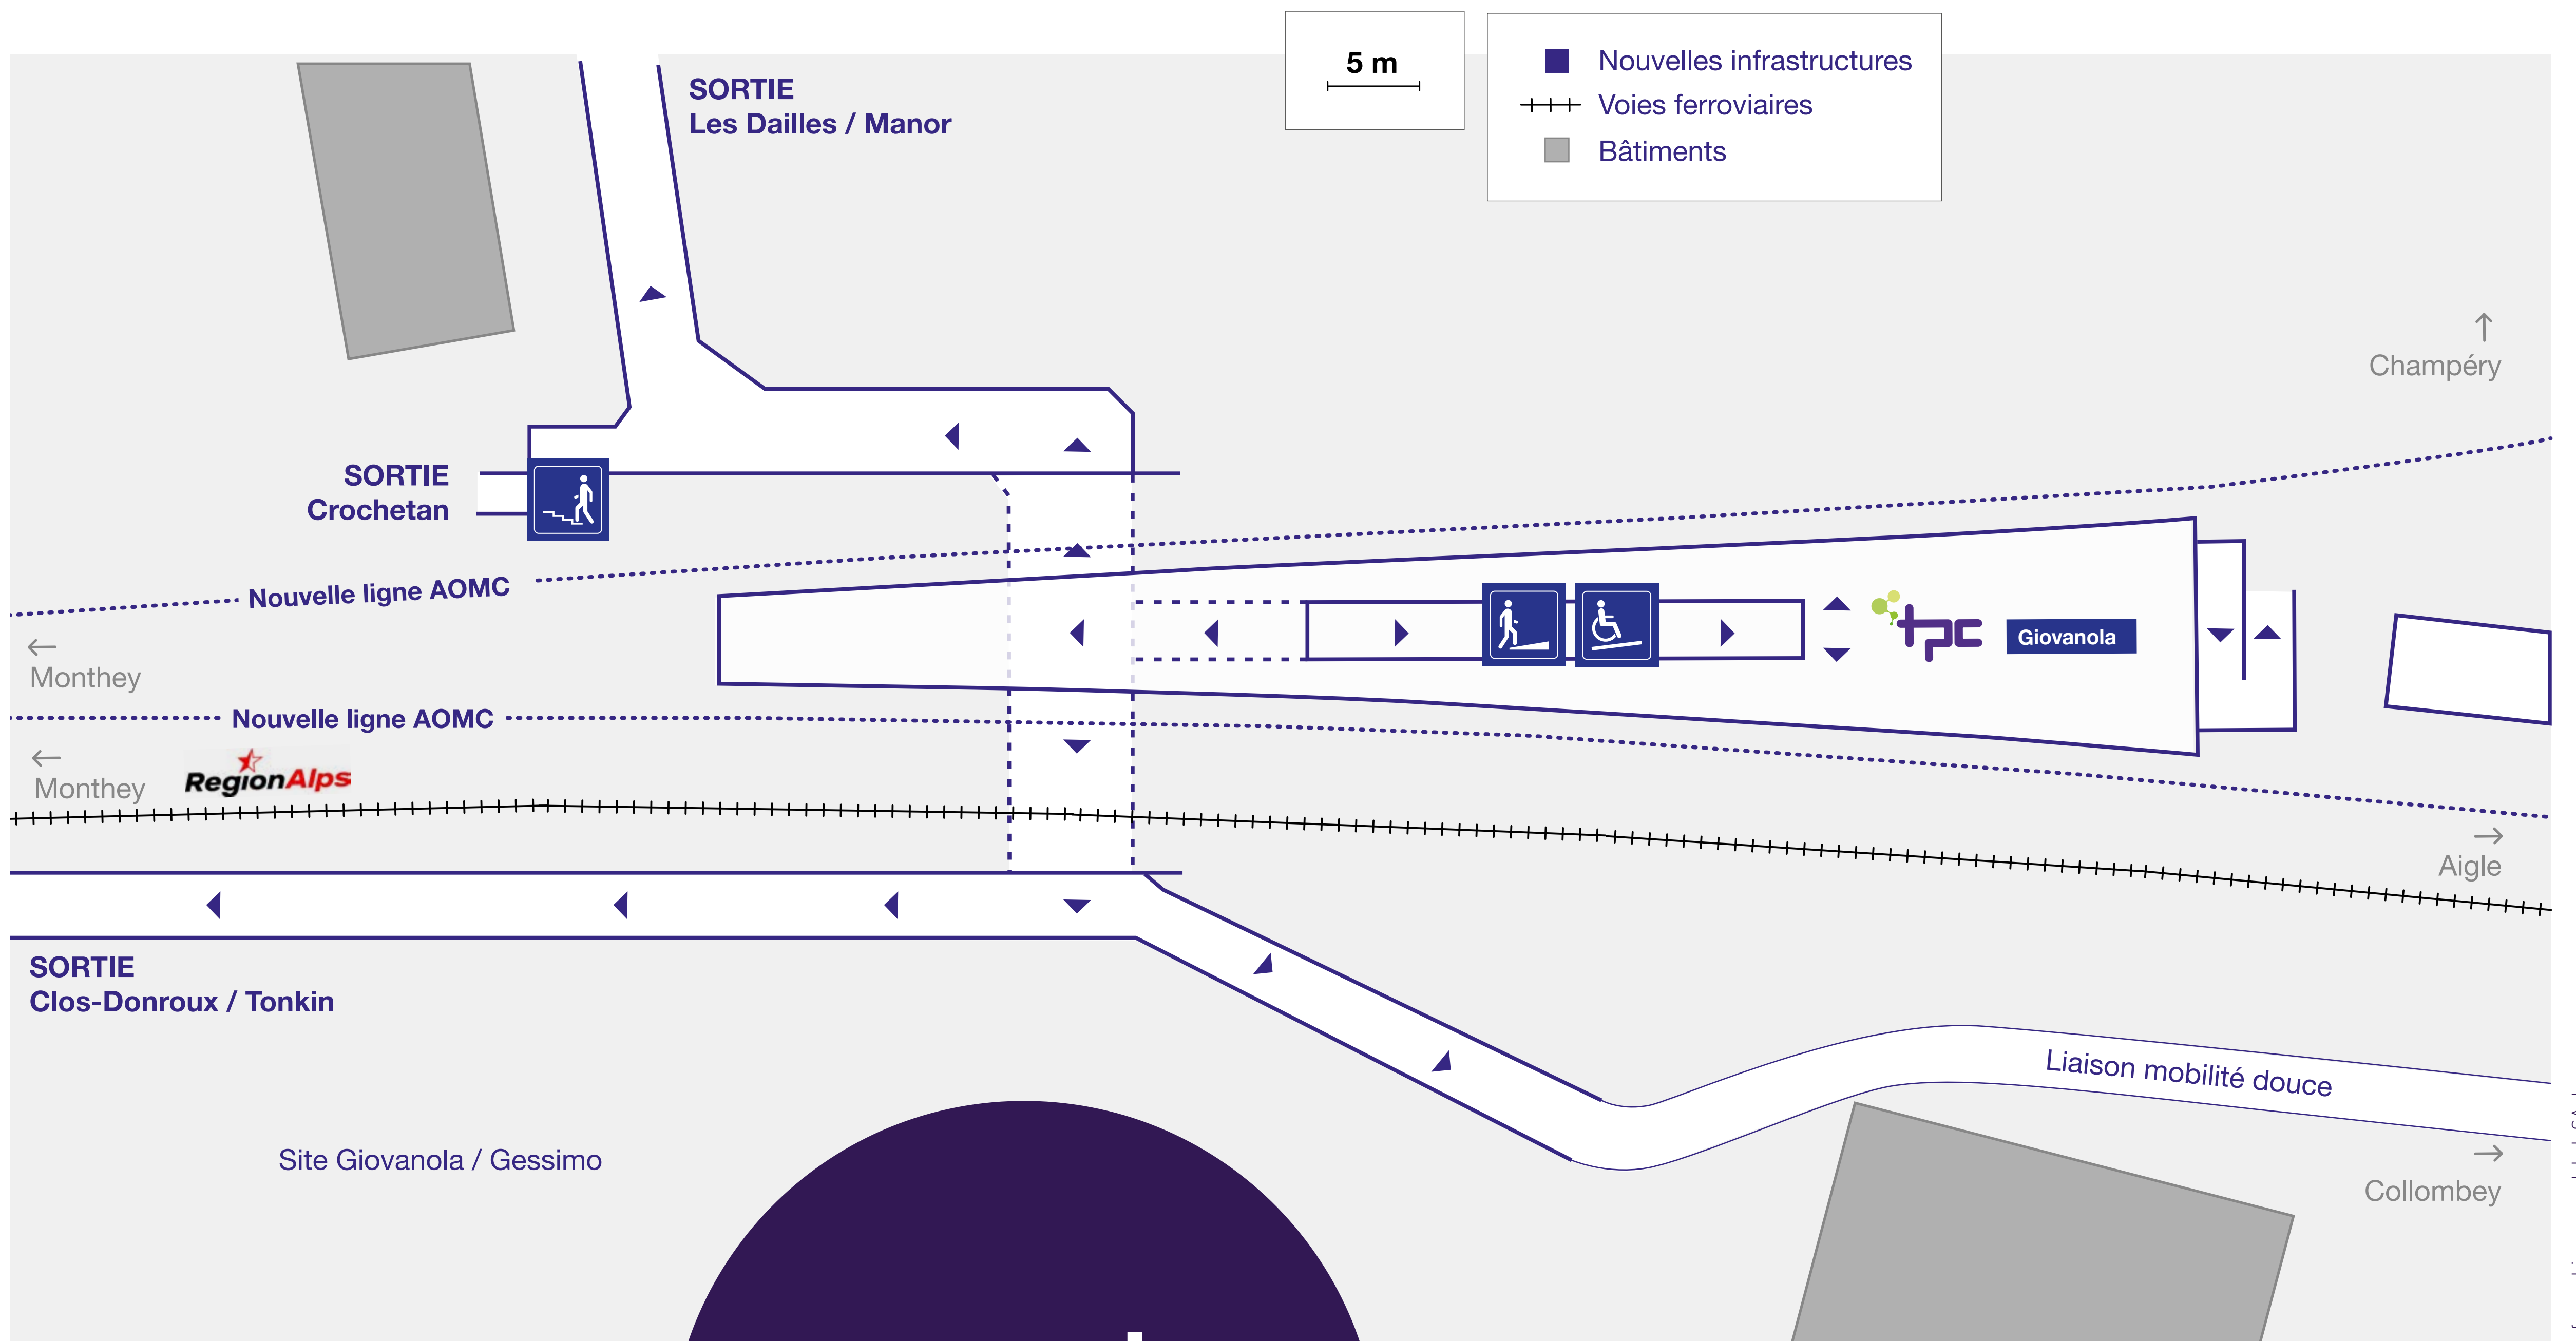 5 m
Nouvelles infrastructures
Voies ferroviaires
Bâtiments
SORTIE
Les Dailles / Manor
Champéry
SORTIE
Crochetan
Nouvelle ligne AOMC
tpc
Giovanola
Monthey
Nouvelle ligne AOMC
Monthey
RegionAlps
Aigle
SORTIE
Clos-Donroux / Tonkin
Liaison mobilité douce
Site Giovanola / Gessimo
Collombey